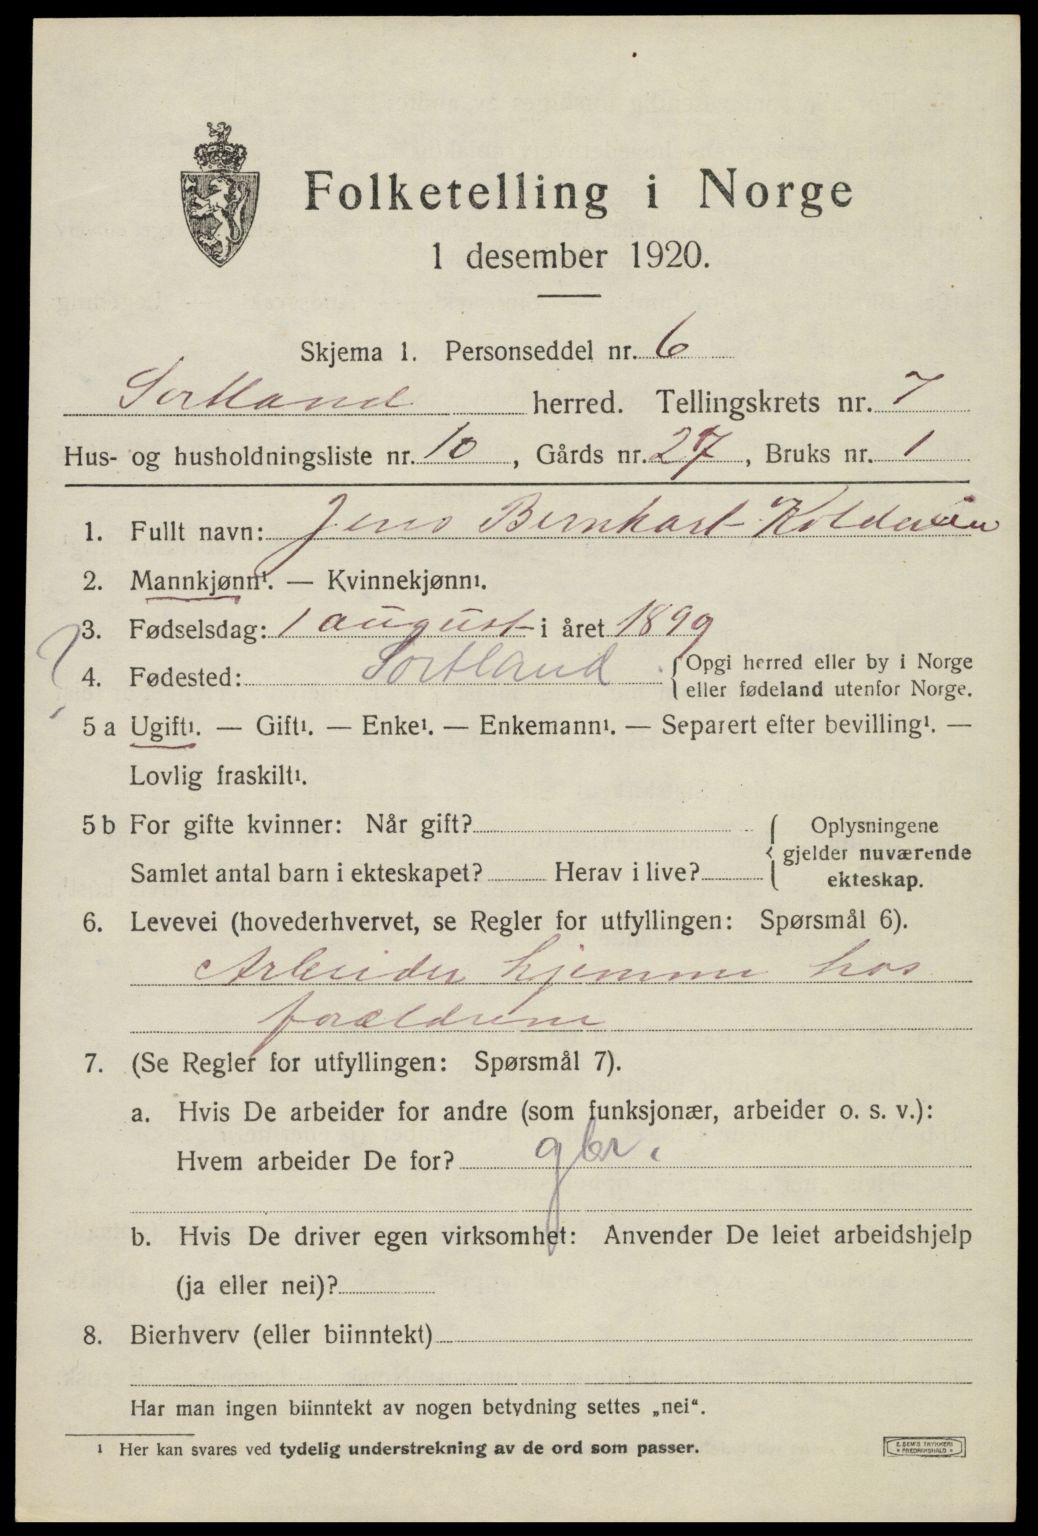 Folketelling i Norge
1 desember 1920.
Skjema 1. Personseddel nr. 6
Sortland herred. Tellingskrets nr. 7
Hus- og husholdningsliste nr. 10, Gårds nr. 27, Bruks nr. 1
1. Fullt navn: Jens Bernhart
2. Mannkjønn¹. — Kvinnekjønn¹.
3. Fødselsdag: 1 august i året 1899
4. Fødested: Sortland {Opgi herred eller by i Norge
eller fødeland utenfor Norge.
5 a Ugift¹. — Gift¹. — Enke¹. — Enkemann¹. — Separert efter bevilling¹. —
Lovlig fraskilt¹.
5 b For gifte kvinner: Når gift? { Oplysningene
gjelder nuværende
Samlet antal barn i ekteskapet? Herav i live? ekteskap.
6. Levevei (hovederhvervet, se Regler for utfyllingen: Spørsmål 6).
Arbeider hjemme hos
forældrene
7. (Se Regler for utfyllingen: Spørsmål 7).
a. Hvis De arbeider for andre (som funksjonær, arbeider o. s. v.):
Hvem arbeider De for? gbr.
b. Hvis De driver egen virksomhet: Anvender De leiet arbeidshjelp
(ja eller nei)?
8. Bierhverv (eller biinntekt)
Har man ingen biinntekt av nogen betydning settes „nei“.
¹ Her kan svares ved tydelig understrekning av de ord som passer.